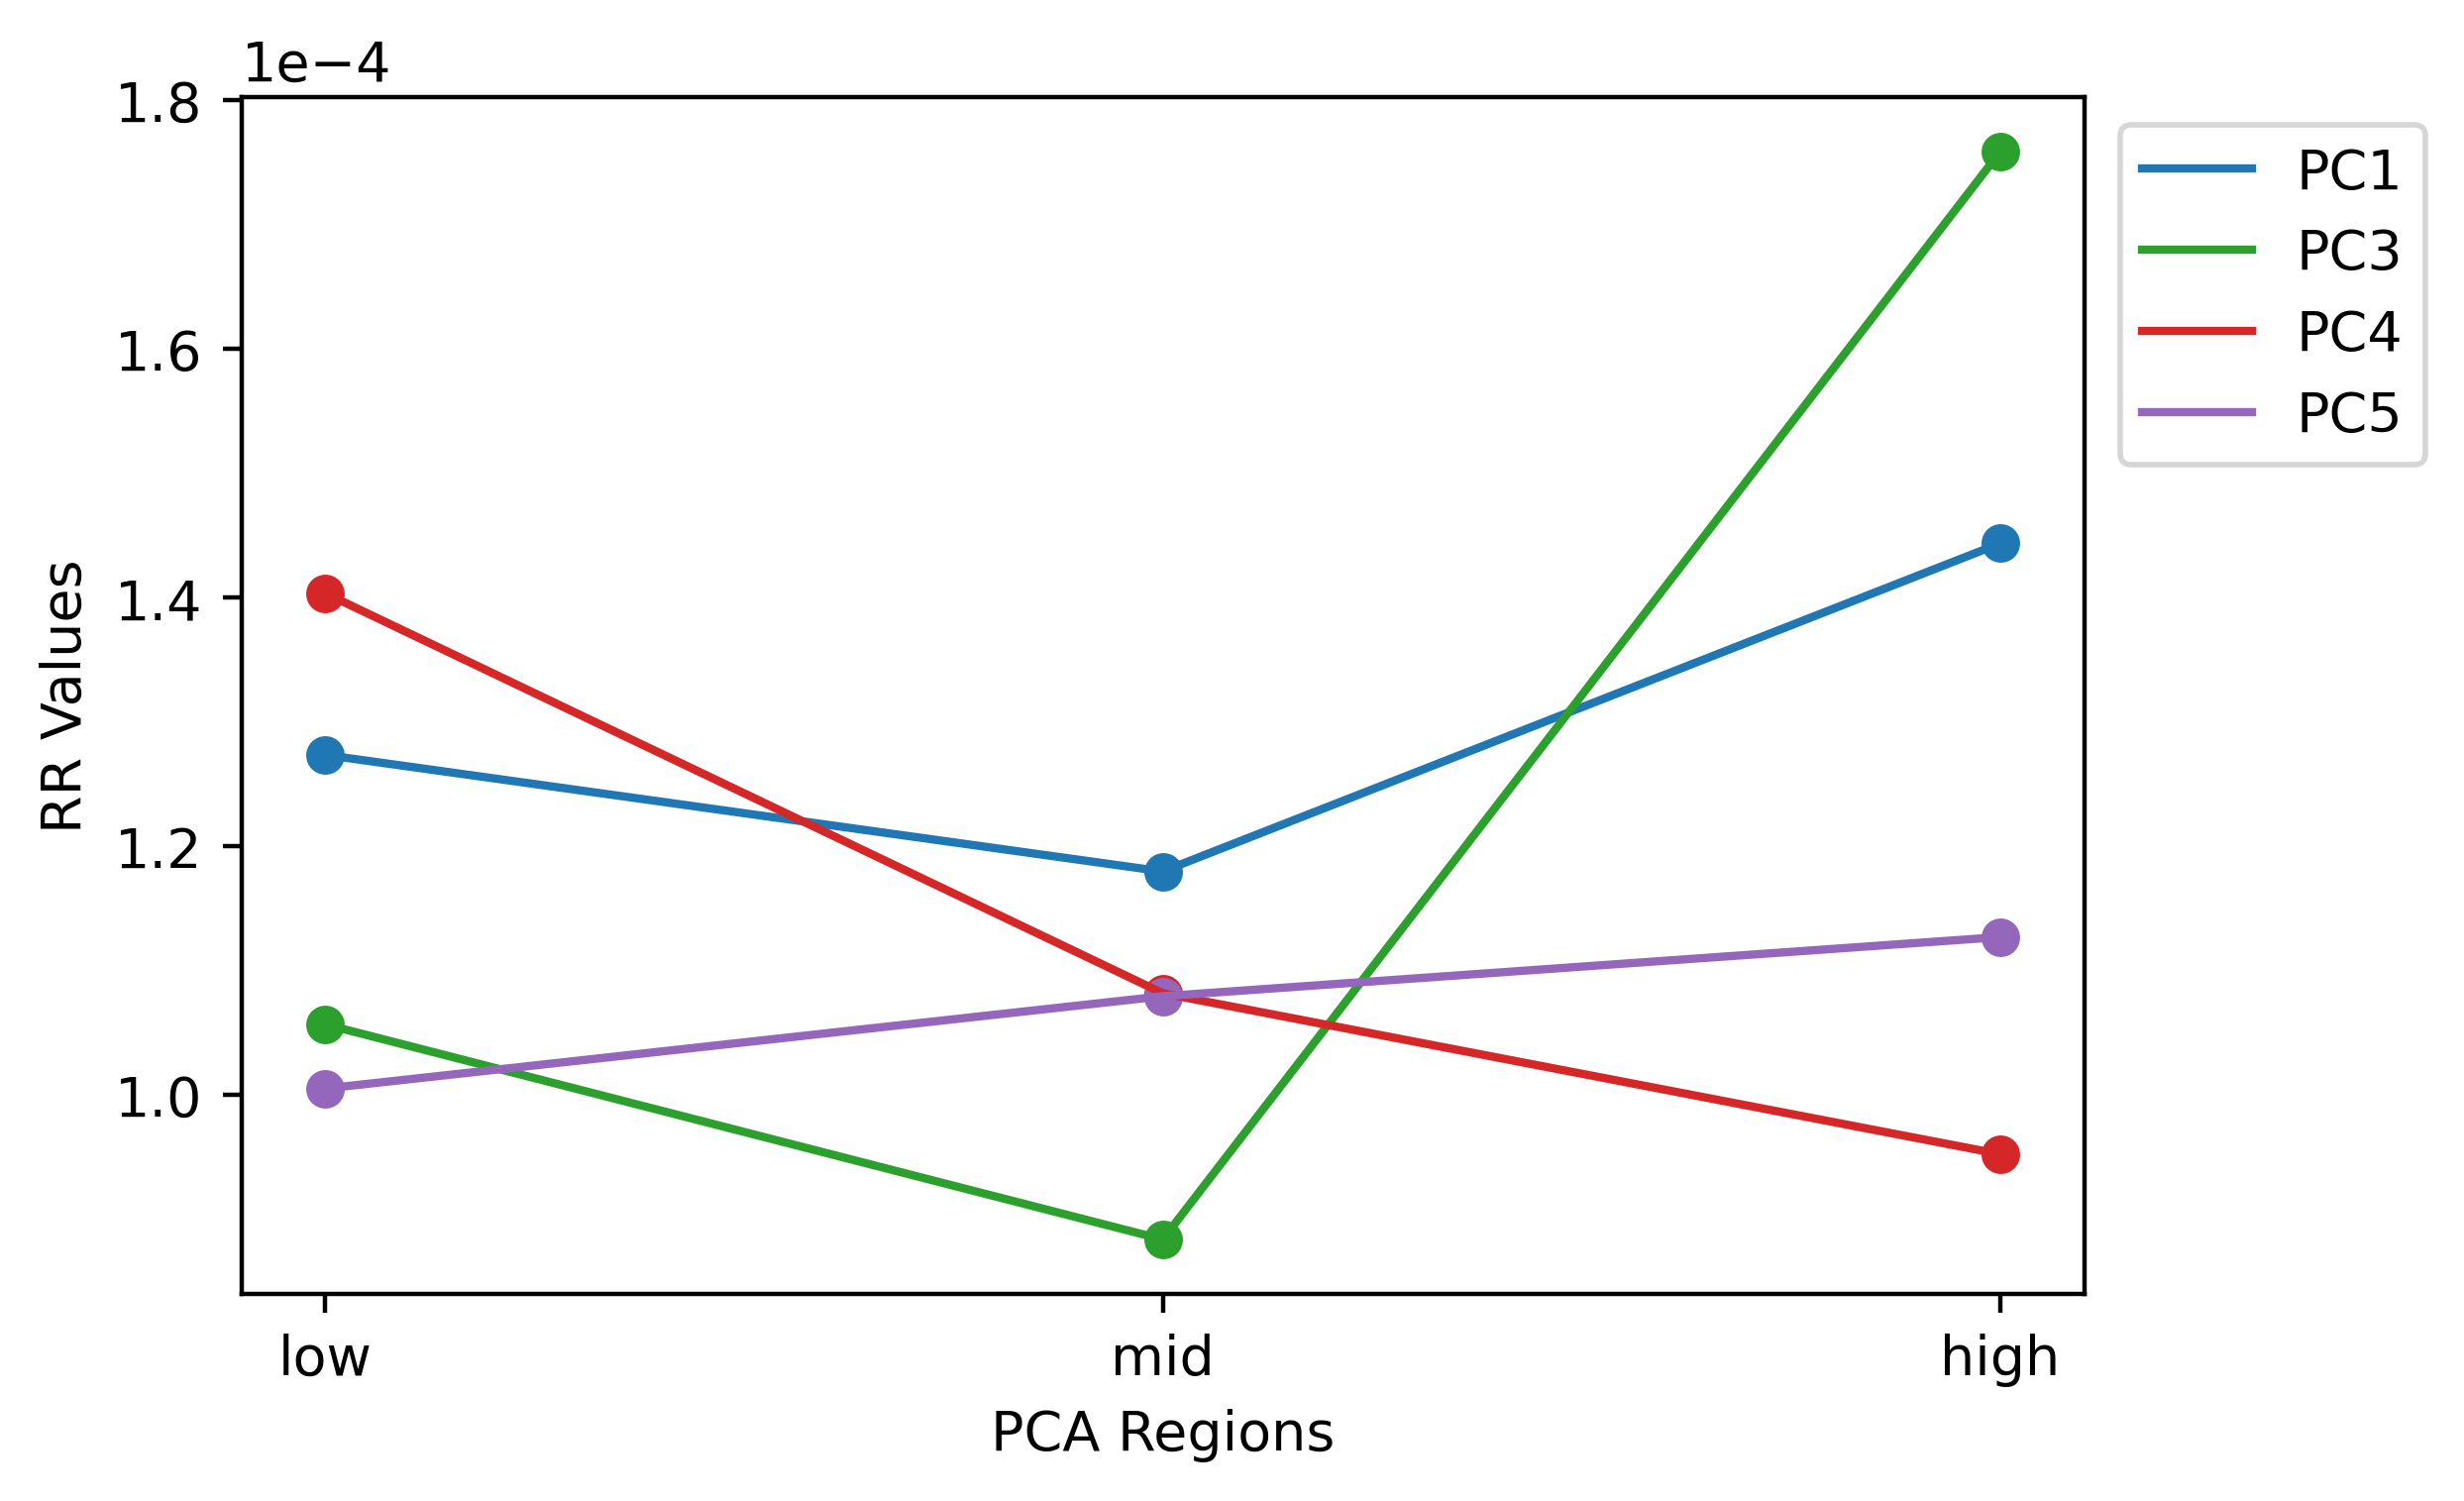 1e−4
1.8
1.6
1.4
1.2
1.0
RR Values
low mid high
PCA Regions
PC1
PC3
PC4
PC5